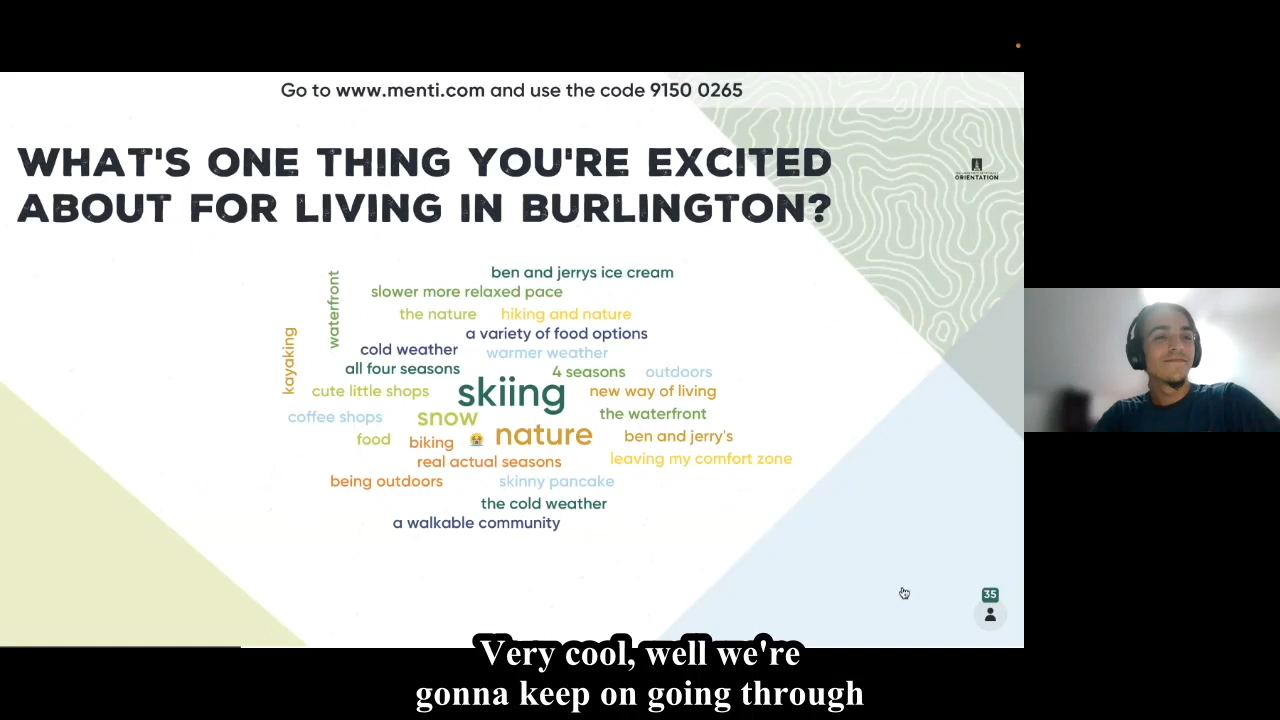 Go to www.menti.com and use the code 9150 0265
WHAT'S ONE THING YOU'RE EXCITED
ABOUT FOR LIVING IN BURLINGTON?
ORIENTATION
ben and jerrys ice cream
waterfront
slower more relaxed pace
the nature
hiking and nature
kayaking
a variety of food options
cold weather
warmer weather
all four seasons
4 seasons
outdoors
cute little shops
skiing
new way of living
coffee shops
snow
the waterfront
food
biking
😭
nature
ben and jerry's
real actual seasons
leaving my comfort zone
being outdoors
skinny pancake
the cold weather
a walkable community
35
Very cool, well we're
gonna keep on going through